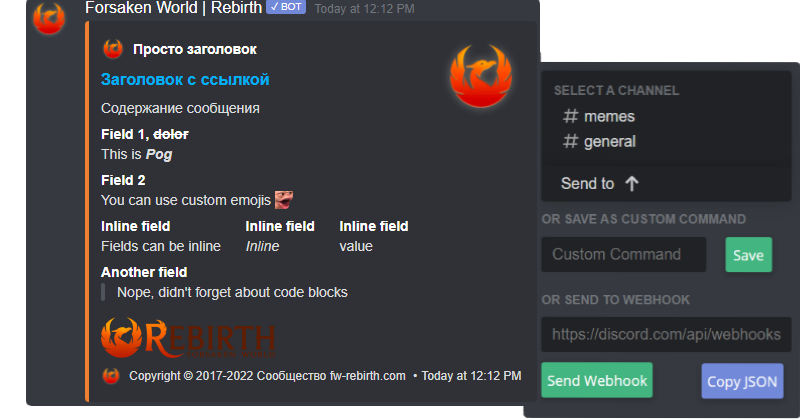 Forsaken World | Rebirth ✓ BOT Today at 12:12 PM
Просто заголовок
Заголовок с ссылкой
Содержание сообщения
Field 1, dolor
This is Pog
Field 2
You can use custom emojis
Inline field Inline field Inline field
Fields can be inline Inline value
Another field
Nope, didn't forget about code blocks
REBIRTH
Copyright © 2017-2022 Сообщество fw-rebirth.com • Today at 12:12 PM
SELECT A CHANNEL
# memes
# general
Send to ↑
OR SAVE AS CUSTOM COMMAND
Custom Command Save
OR SEND TO WEBHOOK
https://discord.com/api/webhooks
Send Webhook Copy JSON